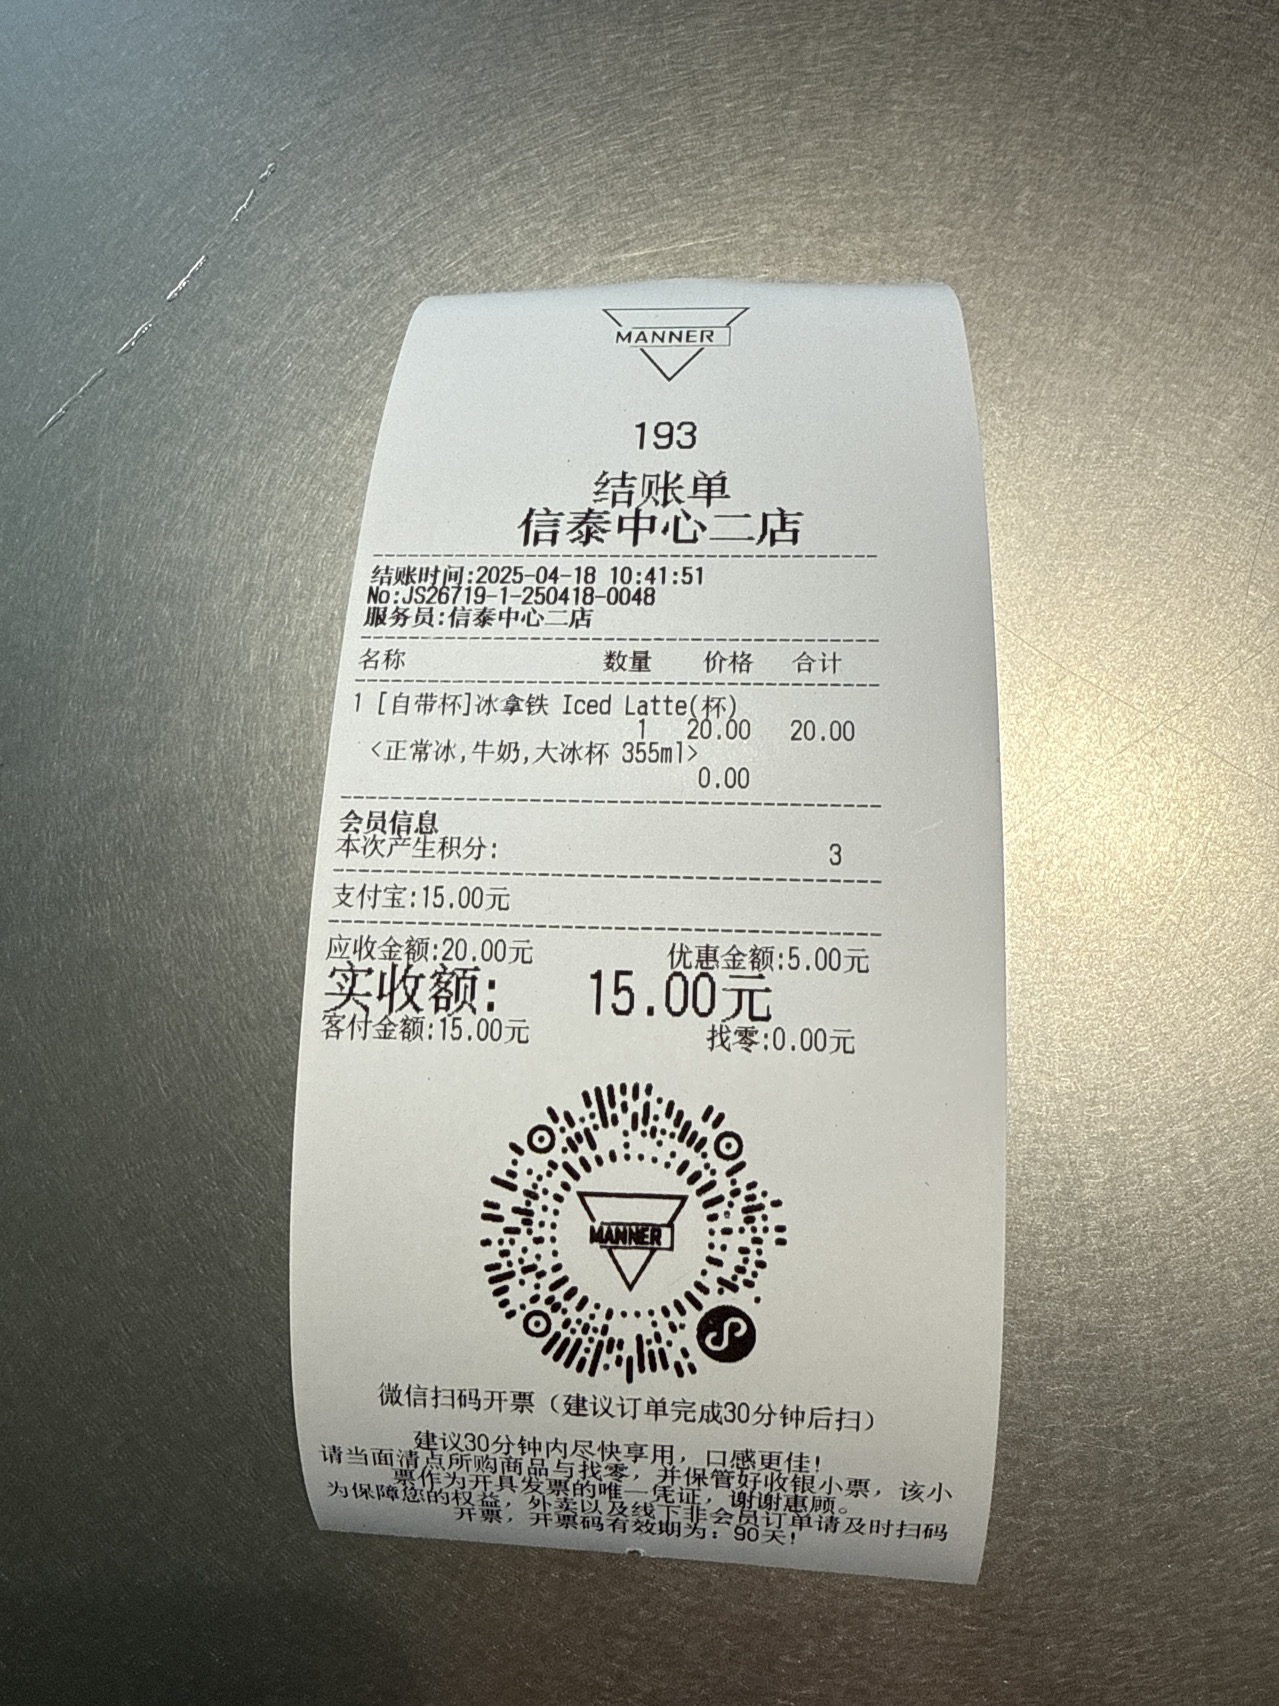 MANNER
193
结账单
信泰中心二店
结账时间:2025-04-18 10:41:51
No:JS26719-1-250418-0048
服务员:信泰中心二店
名称 数量 价格 合计
1 [自带杯]冰拿铁 Iced Latte(杯)
1 20.00 20.00
<正常冰,牛奶,大冰杯 355ml>
0.00
会员信息
本次产生积分: 3
支付宝:15.00元
应收金额:20.00元 优惠金额:5.00元
实收额: 15.00元
客付金额:15.00元 找零:0.00元
MANNER
微信扫码开票（建议订单完成30分钟后扫）
建议30分钟内尽快享用，口感更佳!
请当面清点所购商品与找零，并保管好收银小票，该小
票作为开具发票的唯一凭证，谢谢惠顾。
为保障您的权益，外卖以及线下非会员订单请及时扫码
开票，开票码有效期为：90天!